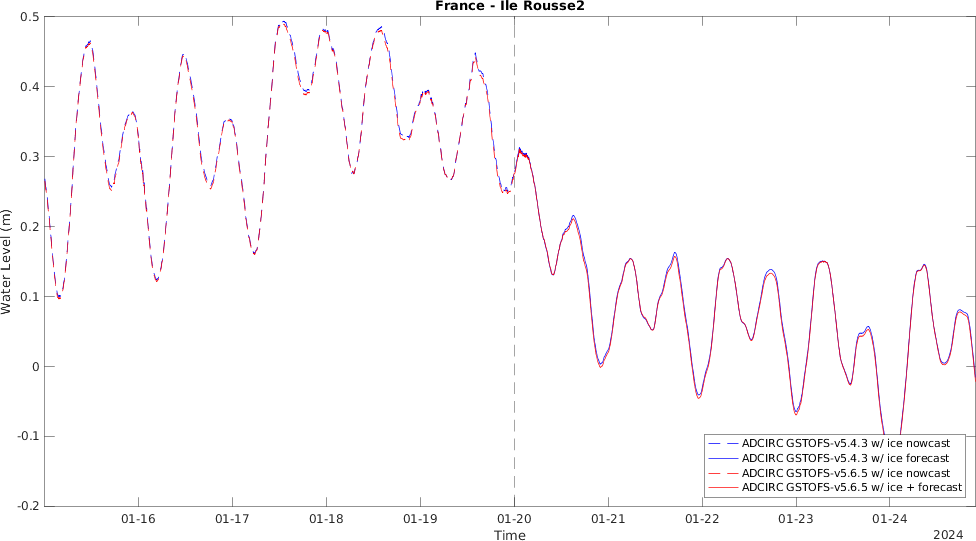 France - Ile Rousse2
0.5
0.4
0.3
0.2
0.1
0
-0.1
-0.2
Water Level (m)
ADCIRC GSTOFS-v5.4.3 w/ ice nowcast
ADCIRC GSTOFS-v5.4.3 w/ ice forecast
ADCIRC GSTOFS-v5.6.5 w/ ice nowcast
ADCIRC GSTOFS-v5.6.5 w/ ice + forecast
01-16 01-17 01-18 01-19 01-20 01-21 01-22 01-23 01-24
Time
2024